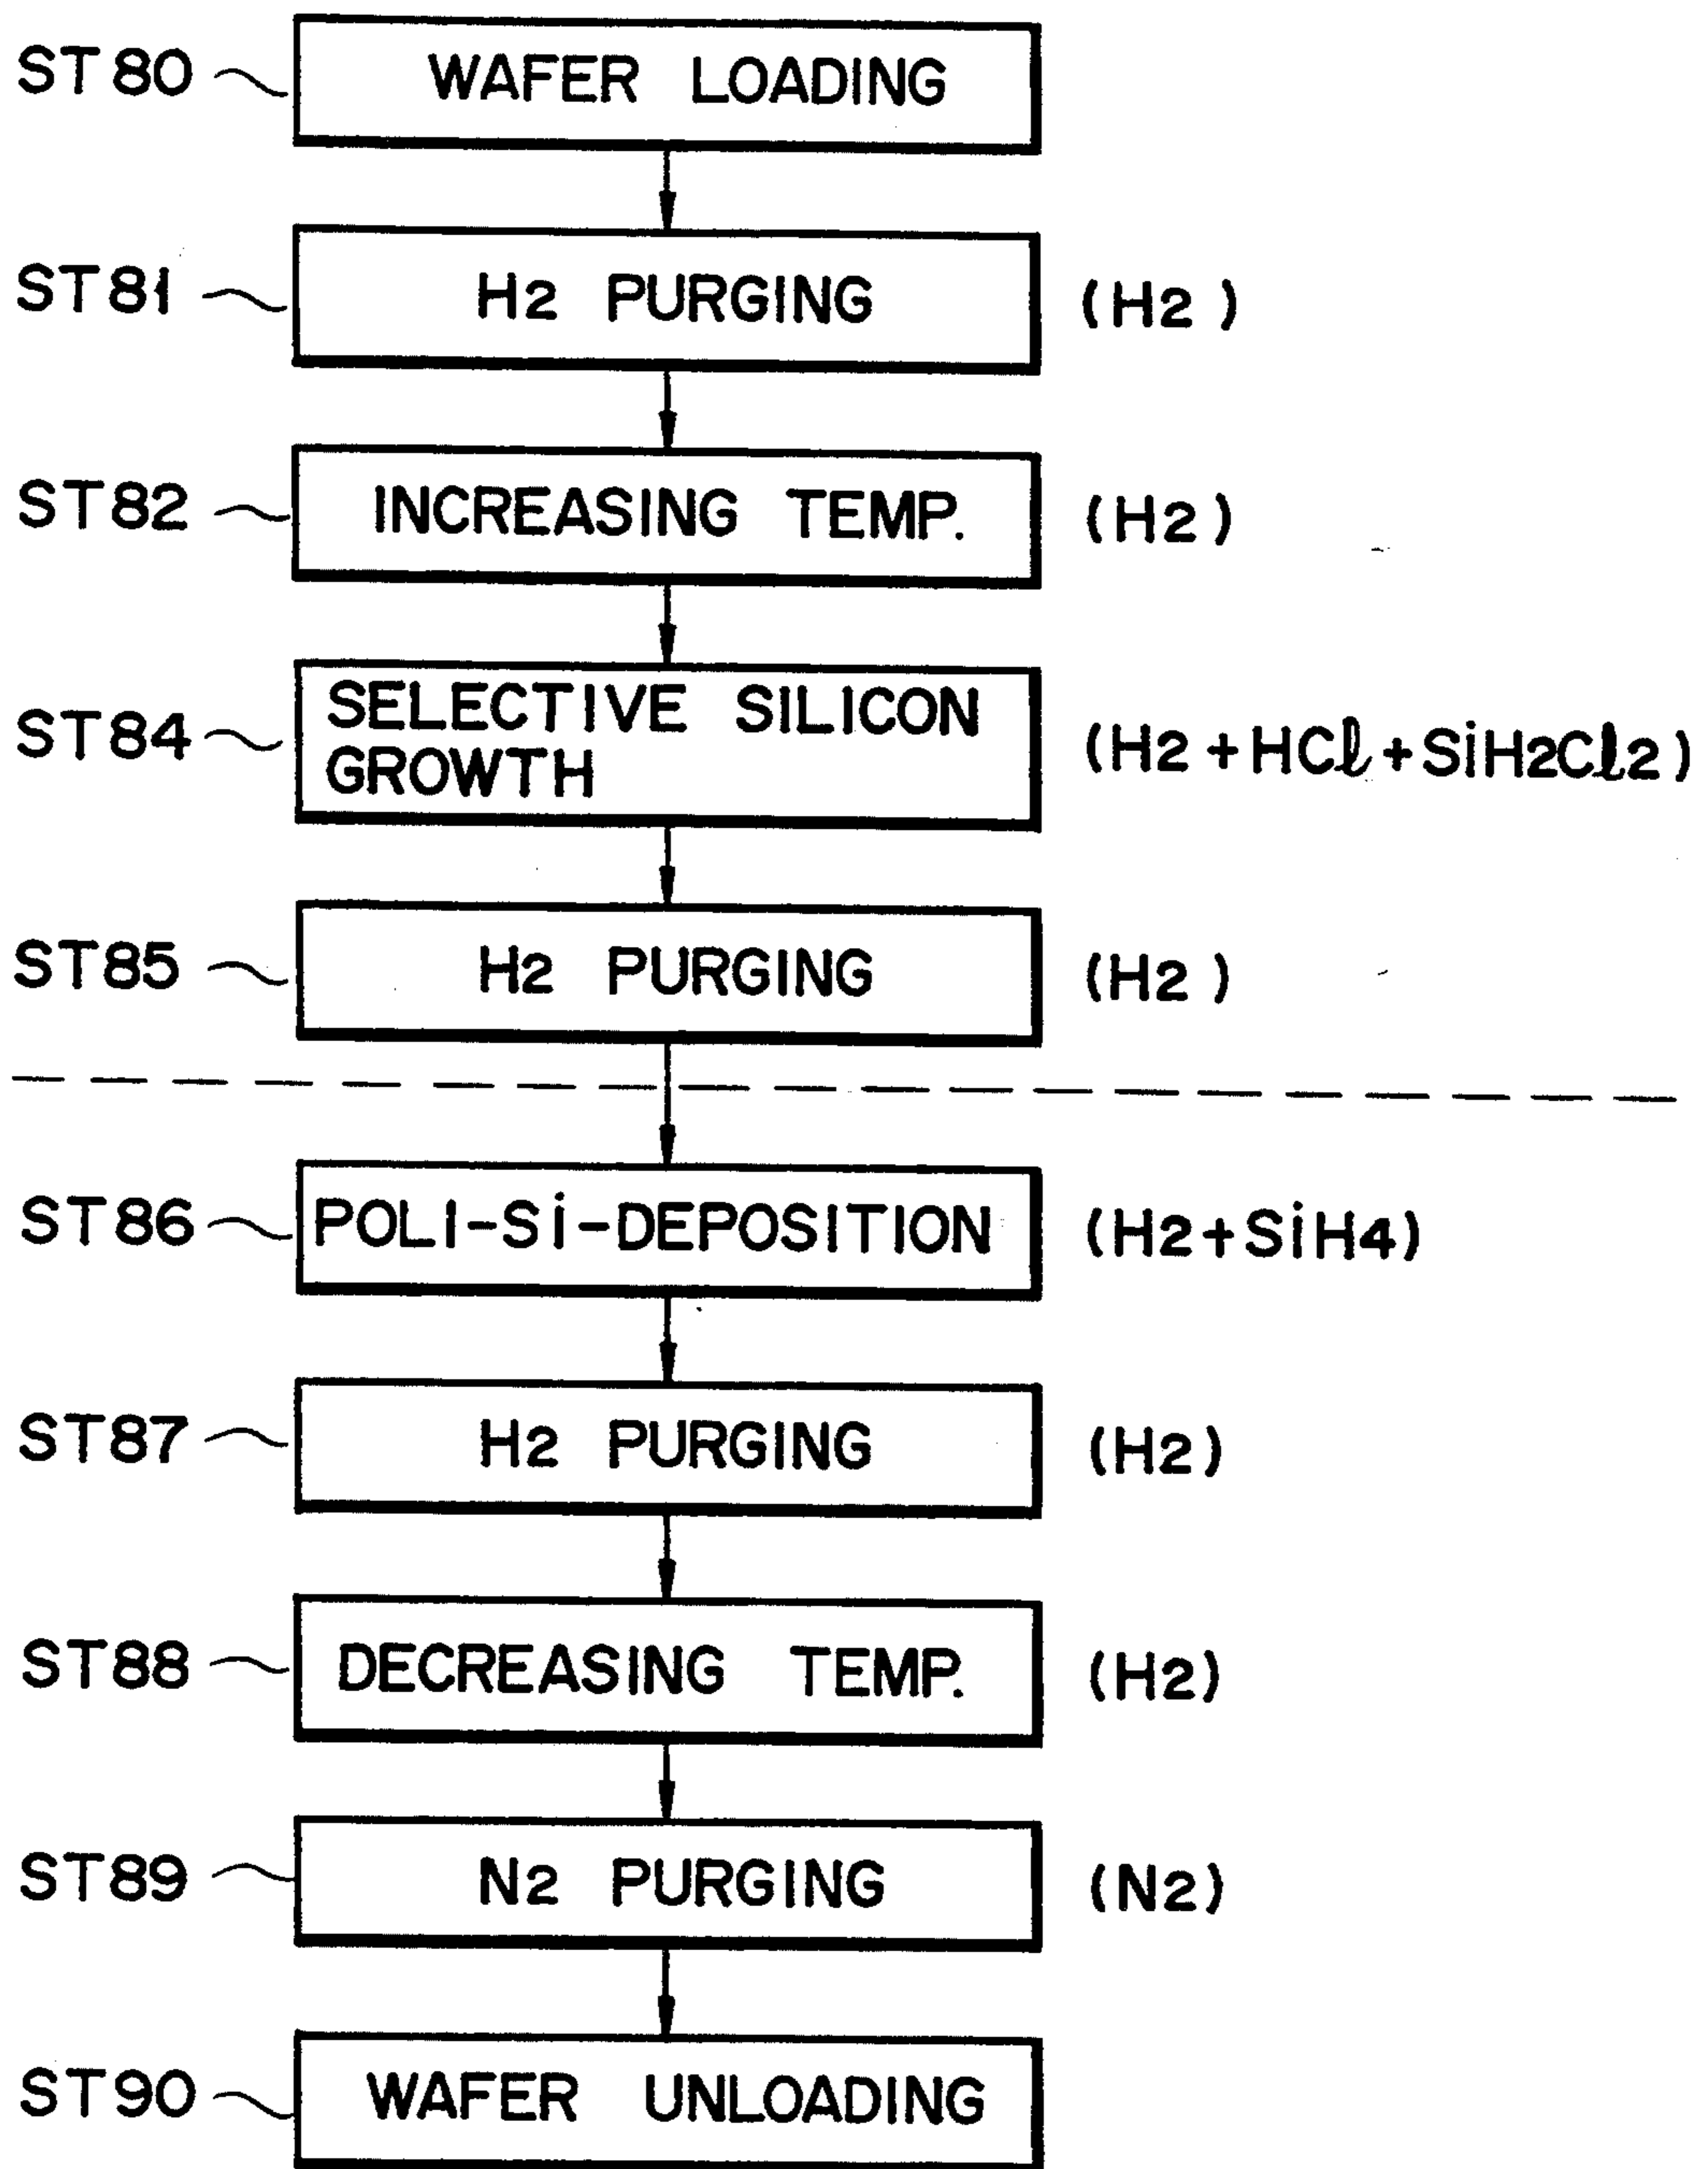 ST80 WAFER LOADING
ST81 H2 PURGING (H2)
ST82 INCREASING TEMP. (H2)
ST84 SELECTIVE SILICON
GROWTH (H2+HCl+SiH2Cl2)
ST85 H2 PURGING (H2)
ST86 POLI-Si-DEPOSITION (H2+SiH4)
ST87 H2 PURGING (H2)
ST88 DECREASING TEMP. (H2)
ST89 N2 PURGING (N2)
ST90 WAFER UNLOADING